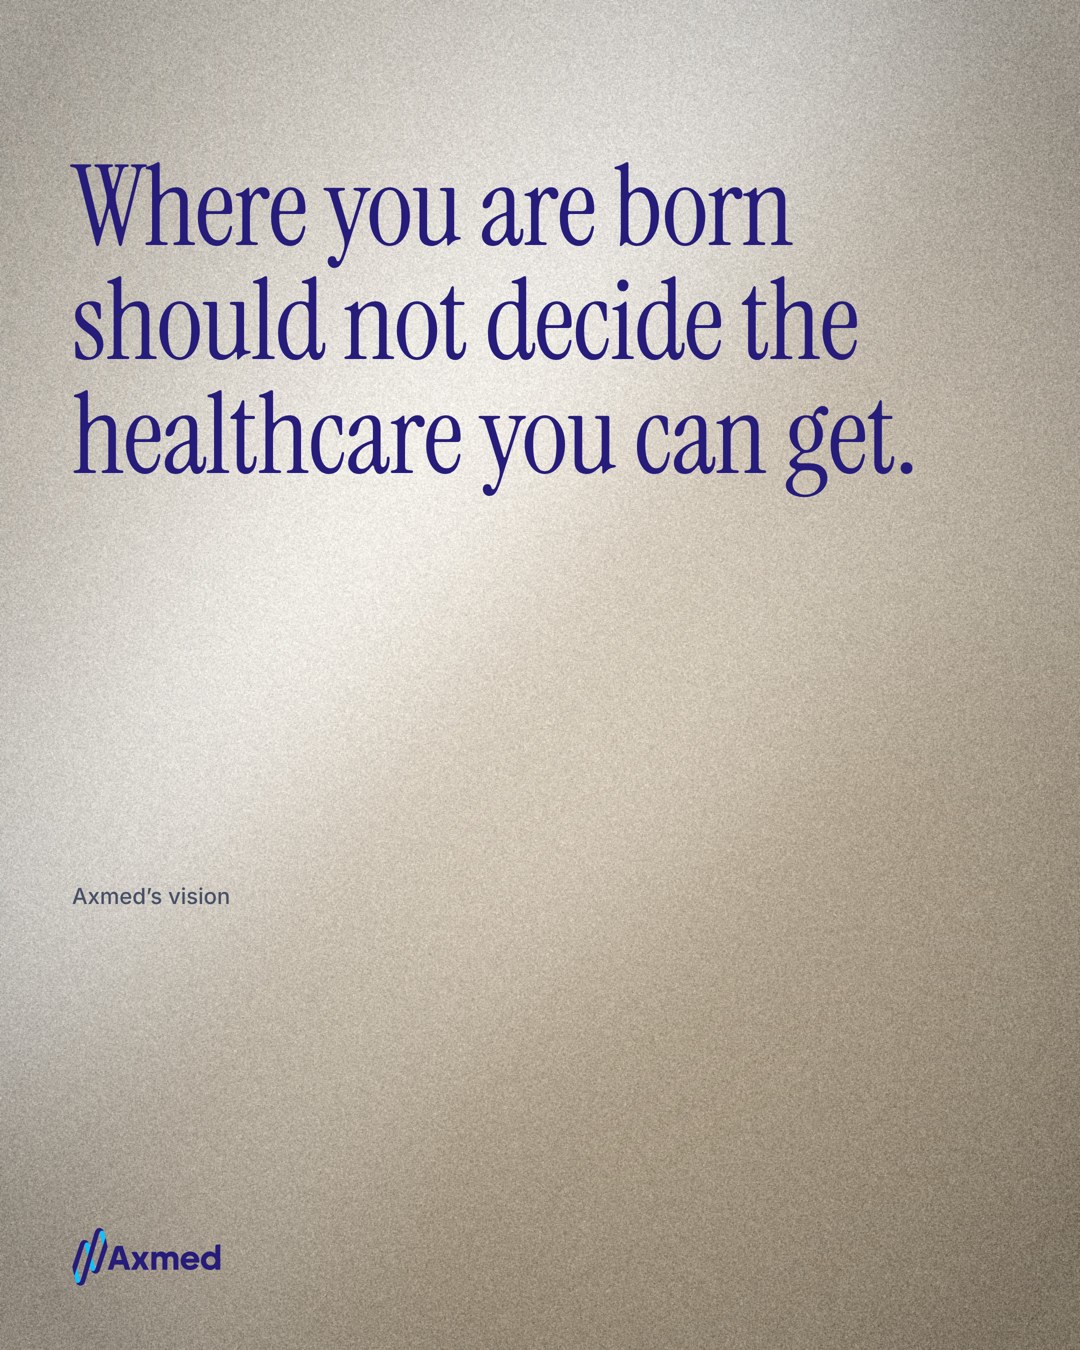 Where you are born
should not decide the
healthcare you can get.
Axmed’s vision
Axmed